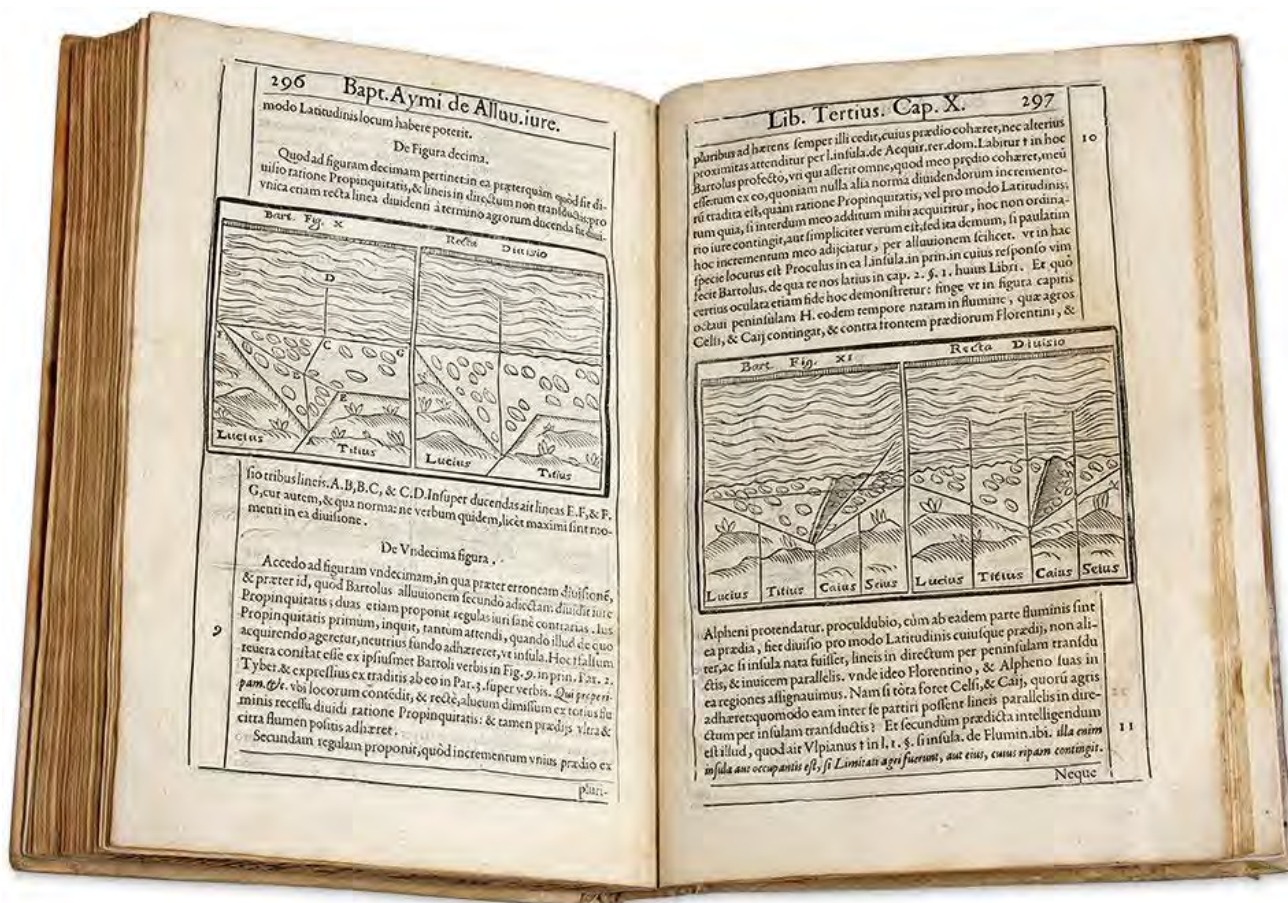 296 Bapt. Aymi de Alluu. iure.
modo Latitudinis locum habere poterit.
De Figura decima.
Quod ad figuram decimam pertinet: in ea præterquàm quòd fit di-
uisio ratione Propinquitatis, & lineis in directum non transductis: pro
vnica etiam recta linea diuidenti à termino agrorum ducenda fit diui-
Bart. Fig. X
Recta Diuisio
D
F
C
G
B
E
A
Lucius
Titius
Lucius
Titius
sio tribus lineis. A.B, B.C, & C.D. Insuper ducendas ait lineas E.F, & F.
G, cur autem, & qua norma: ne verbum quidem, licèt maximi sint mo-
menti in ea diuisione.
De Vndecima figura.
Accedo ad figuram vndecimam, in qua præter erroneam diuisionē,
& præter id, quòd Bartolus alluuionem secundo adiectam diuidit iure
Propinquitatis; duas etiam proponit regulas iuri sanè contrarias. Ius
Propinquitatis primum, inquit, tantum attendi, quando illud de quo
9
acquirendo ageretur, neutrius fundo adhæreret, vt insula. Hoc falsum
reuera constat esse ex ipsiusmet Bartoli verbis in Fig. 9. in prin. Par. 2.
Tyber. & expressius ex traditis ab eo in Par. 3. super verbis. Qui properi-
pam. &c. vbi locorum concedit, & rectè, alueum dimissum ex totius flu
minis recessu diuidi ratione Propinquitatis: & tamen prædijs vltra &
citra flumen positis adhæret.
Secundam regulam proponit, quòd incrementum vnius prædio ex
pluri-
Lib. Tertius. Cap. X. 297
pluribus adhærens semper illi cedit, cuius prædio cohæret, nec alterius
10
proximitas attenditur per l. insula. de Acquir. rer. dom. Labitur † in hoc
Bartolus profectò, vt qui asserit omne, quod meo prædio cohæret, meū
effectum ex eo, quoniam nulla alia norma diuidendorum incremento-
rū tradita est, quàm ratione Propinquitatis, vel pro modo Latitudinis;
tum quia, si interdum meo additum mihi acquiritur, hoc non ordina-
rio iure contingit, aut simpliciter verum est, sed ita demum, si paulatim
hoc incrementum meo adijciatur, per alluuionem scilicet. vt in hac
specie locutus est Proculus in ea l. insula. in prin. in cuius responso vim
fecit Bartolus. de qua re nos latius in cap. 2. §. 1. huius Libri. Et quò
certius oculata etiam fide hoc demonstretur: finge vt in figura capitis
octaui peninsulam H. eodem tempore natam in flumine, quæ agros
Celsi, & Caij contingat, & contra frontem prædiorum Florentini, &
Bart. Fig. XI
Recta Diuisio
Lucius
Titius
Caius
Seius
Lucius
Titius
Caius
Seius
Alpheni protendatur. proculdubio, cùm ab eadem parte fluminis sint
ea prædia, fiet diuisio pro modo Latitudinis cuiusque prædij, non ali-
ter, ac si insula nata fuisset, lineis in directum per peninsulam transdu
ctis, & inuicem parallelis. vnde ideo Florentino, & Alpheno suas in
ea regiones assignauimus. Nam si tota foret Celsi, & Caij, quorū agris
adhæret: quomodo eam inter se partiri possent lineis parallelis in dire-
ctum per insulam transductis? Et secundùm prædicta intelligendum
11
est illud, quod ait Vlpianus † in l. 1. §. si insula. de Flumin. ibi. illa enim
insula aut occupantis est, si Limitati agri fuerunt, aut eius, cuius ripam contingit.
Neque